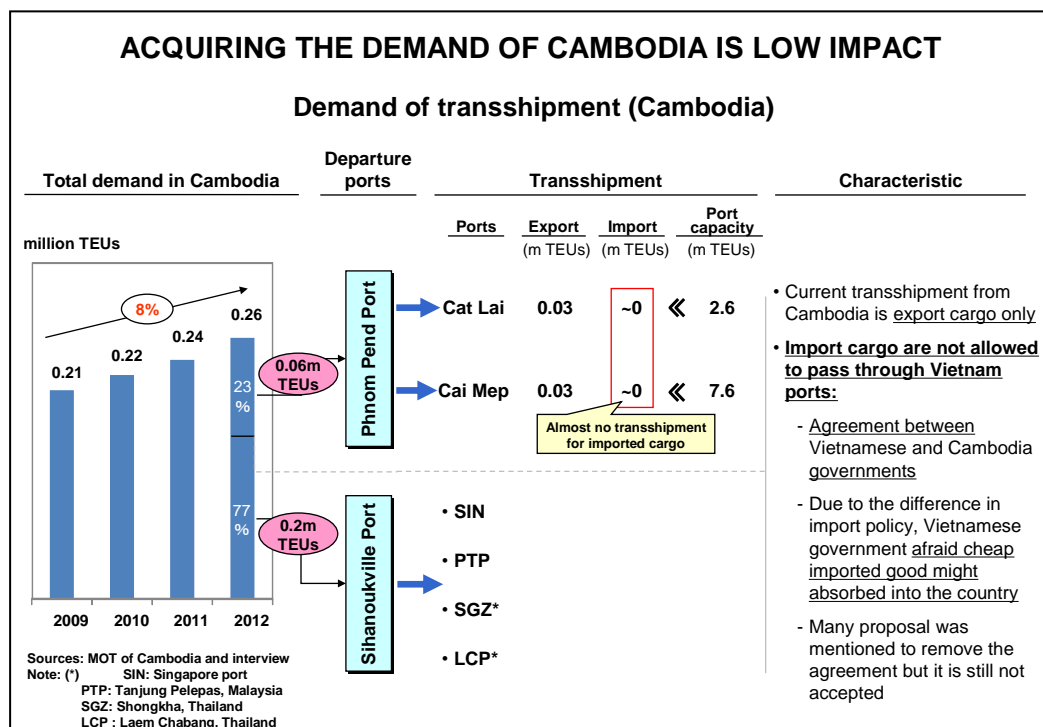 ACQUIRING THE DEMAND OF CAMBODIA IS LOW IMPACT
Demand of transshipment (Cambodia)
Total demand in Cambodia
Departure
ports
Transshipment
Characteristic
million TEUs
8%
0.21
0.22
0.24
0.26
23
%
77
%
2009
2010
2011
2012
0.06m
TEUs
0.2m
TEUs
Phnom Pend Port
Sihanoukville Port
Ports
Export
(m TEUs)
Import
(m TEUs)
Port
capacity
(m TEUs)
Cat Lai
0.03
~0
<<
2.6
Cai Mep
0.03
~0
<<
7.6
Almost no transshipment
for imported cargo
• SIN
• PTP
• SGZ*
• LCP*
• Current transshipment from
Cambodia is export cargo only
• Import cargo are not allowed
to pass through Vietnam
ports:
- Agreement between
Vietnamese and Cambodia
governments
- Due to the difference in
import policy, Vietnamese
government afraid cheap
imported good might
absorbed into the country
- Many proposal was
mentioned to remove the
agreement but it is still not
accepted
Sources: MOT of Cambodia and interview
Note: (*) SIN: Singapore port
PTP: Tanjung Pelepas, Malaysia
SGZ: Shongkha, Thailand
LCP : Laem Chabang, Thailand